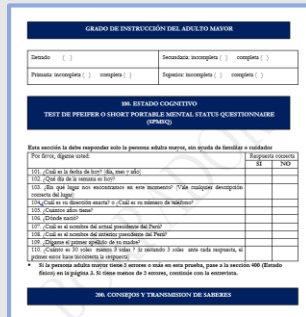 GRADO DE INSTRUCCIÓN DEL ADULTO MAYOR
Iletrado ( ) Secundaria: incompleta ( ) completa ( )
Primaria: incompleta ( ) completa ( ) Superior: incompleta ( ) completa ( )
100. ESTADO COGNITIVO
TEST DE PFEIFER O SHORT PORTABLE MENTAL STATUS QUESTIONNAIRE
(SPMSQ)
Esta sección la debe responder solo la persona adulta mayor, sin ayuda de familiar o cuidador
Por favor, dígame usted: Respuesta correcta
SÍ NO
101. ¿Cuál es la fecha de hoy? (día, mes y año)
102. ¿Qué día de la semana es hoy?
103. ¿En qué lugar nos encontramos en este momento? (Vale cualquier descripción
correcta del lugar)
104. ¿Cuál es su dirección exacta? o ¿Cuál es su número de teléfono?
105. ¿Cuántos años tiene?
106. ¿Dónde nació?
107. ¿Cuál es el nombre del actual presidente del Perú?
108. ¿Cuál es el nombre del anterior presidente del Perú?
109. ¿Dígame el primer apellido de su madre?
110. ¿Cuánto es 30 soles menos 3 soles ? (ir restando 3 soles ante cada respuesta, el
primer error hace incorrecta la respuesta)
• Si la persona adulta mayor tiene 5 errores o más en esta prueba, pase a la sección 400 (Estado
físico) en la página 3. Si tiene menos de 5 errores, continúe con la entrevista.
200. CONSEJOS Y TRANSMISION DE SABERES